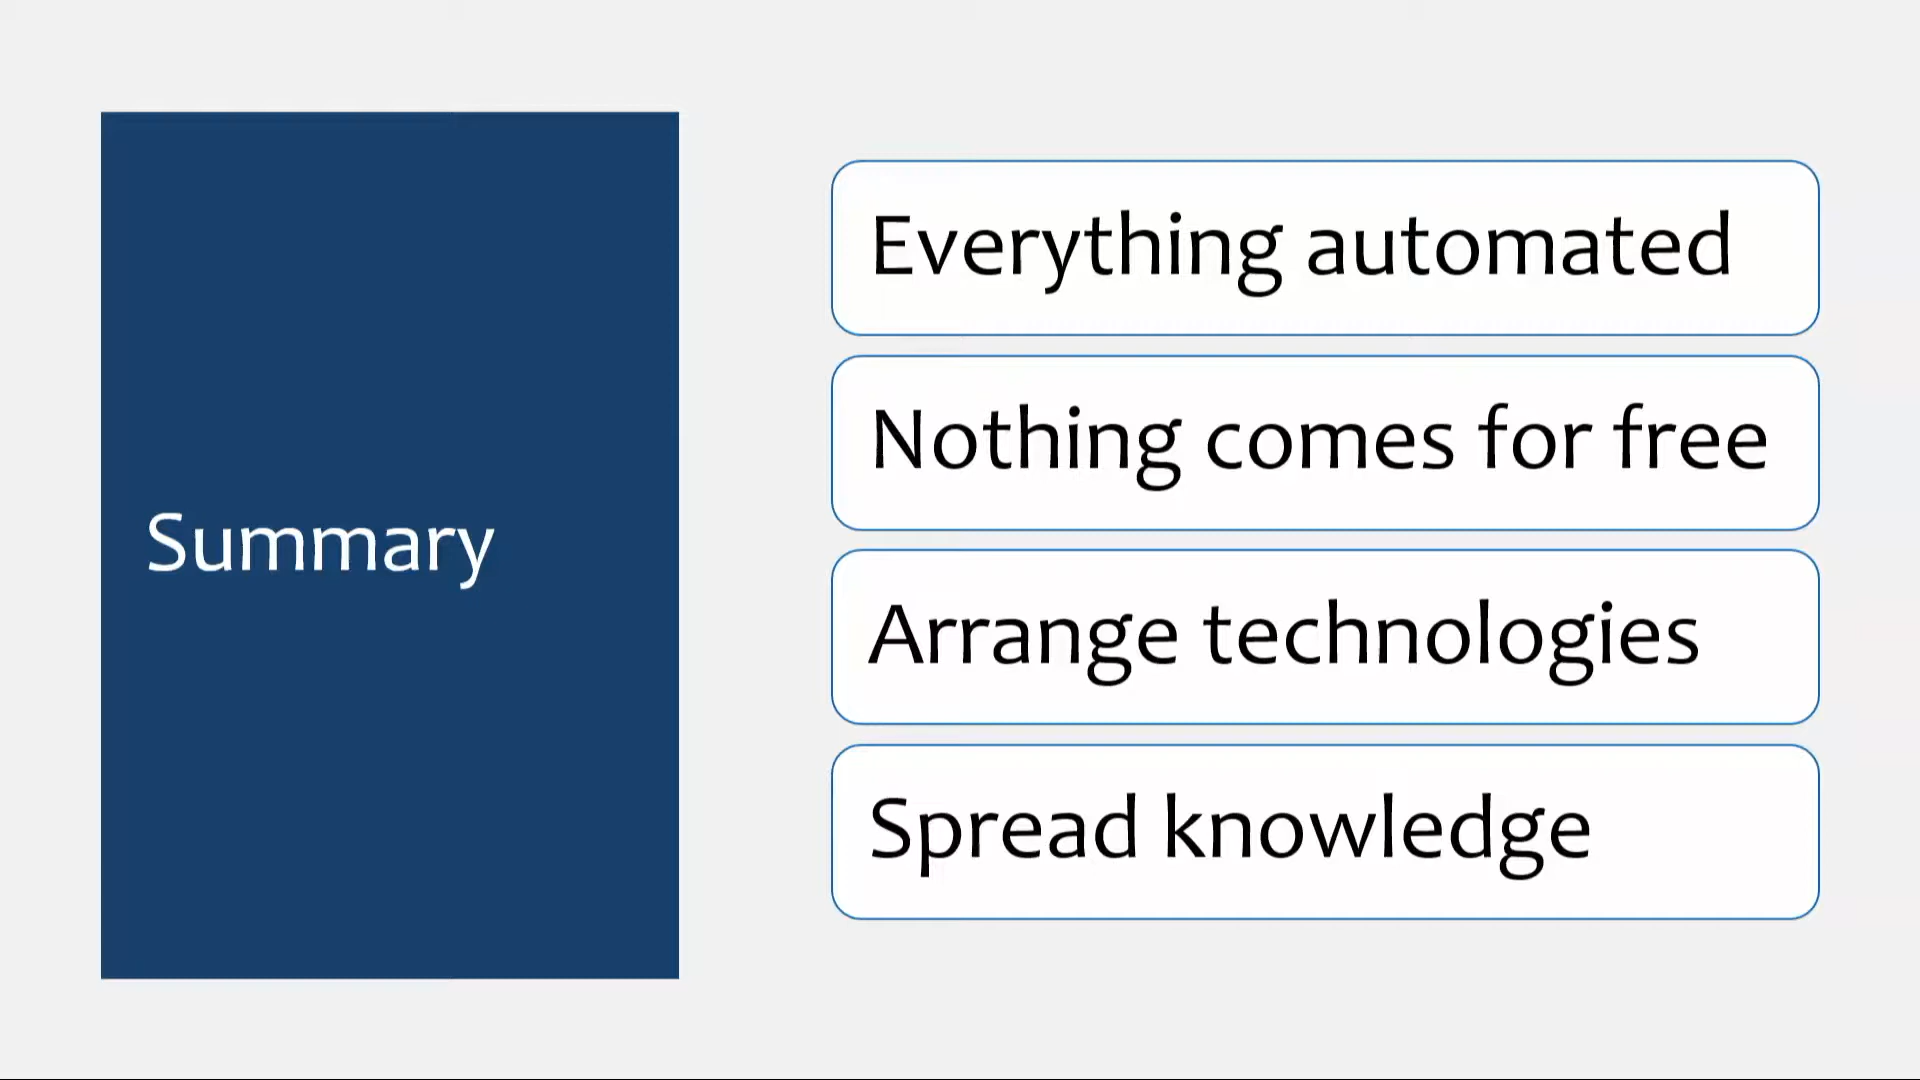 Summary
Everything automated
Nothing comes for free
Arrange technologies
Spread knowledge